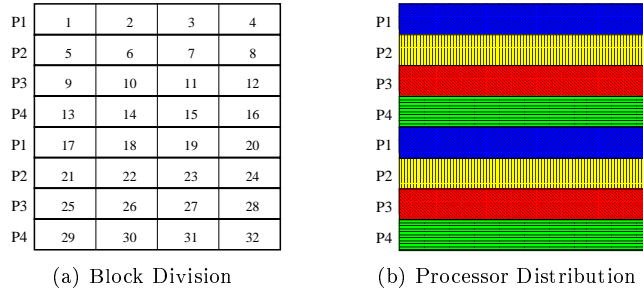 P1 1 2 3 4 P1
P2 5 6 7 8 P2
P3 9 10 11 12 P3
P4 13 14 15 16 P4
P1 17 18 19 20 P1
P2 21 22 23 24 P2
P3 25 26 27 28 P3
P4 29 30 31 32 P4
(a) Block Division (b) Processor Distribution